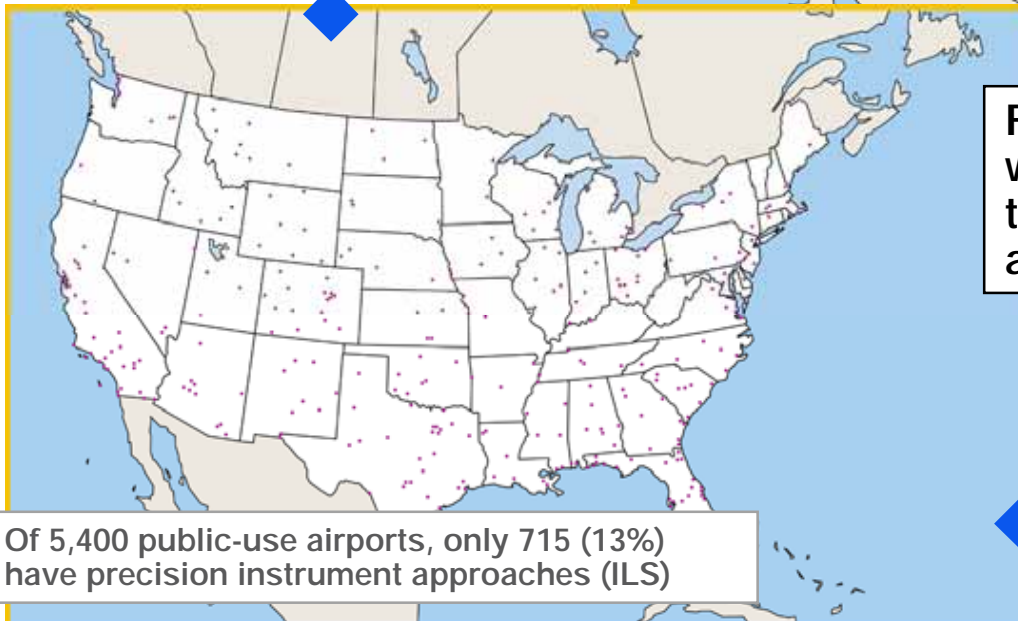 Of 5,400 public-use airports, only 715 (13%)
have precision instrument approaches (ILS)